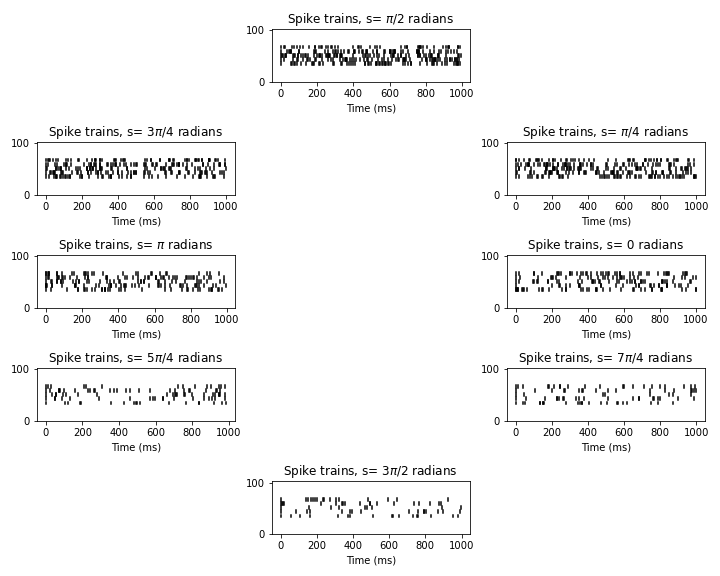 Spike trains, s= π/2 radians
100
0
0 200 400 600 800 1000
Time (ms)
Spike trains, s= 3π/4 radians
100
0
0 200 400 600 800 1000
Time (ms)
Spike trains, s= π/4 radians
100
0
0 200 400 600 800 1000
Time (ms)
Spike trains, s= π radians
100
0
0 200 400 600 800 1000
Time (ms)
Spike trains, s= 0 radians
100
0
0 200 400 600 800 1000
Time (ms)
Spike trains, s= 5π/4 radians
100
0
0 200 400 600 800 1000
Time (ms)
Spike trains, s= 7π/4 radians
100
0
0 200 400 600 800 1000
Time (ms)
Spike trains, s= 3π/2 radians
100
0
0 200 400 600 800 1000
Time (ms)